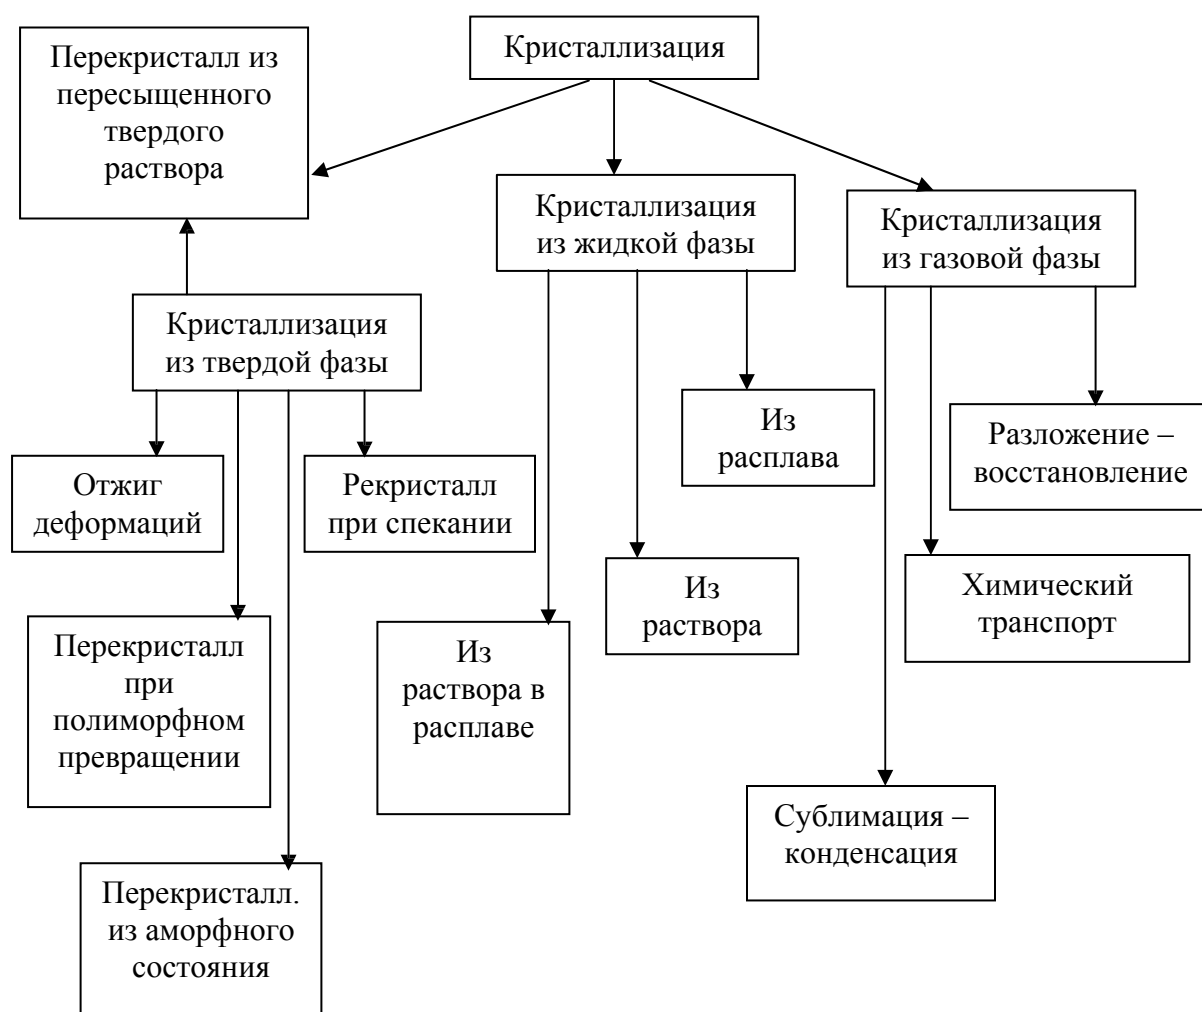 Перекристалл из
пересыщенного
твердого
раствора
Кристаллизация
Кристаллизация
из жидкой фазы
Кристаллизация
из газовой фазы
Кристаллизация
из твердой фазы
Из
расплава
Разложение –
восстановление
Отжиг
деформаций
Рекристалл
при спекании
Из
раствора
Химический
транспорт
Перекристалл
при
полиморфном
превращении
Из
раствора в
расплаве
Сублимация –
конденсация
Перекристалл.
из аморфного
состояния